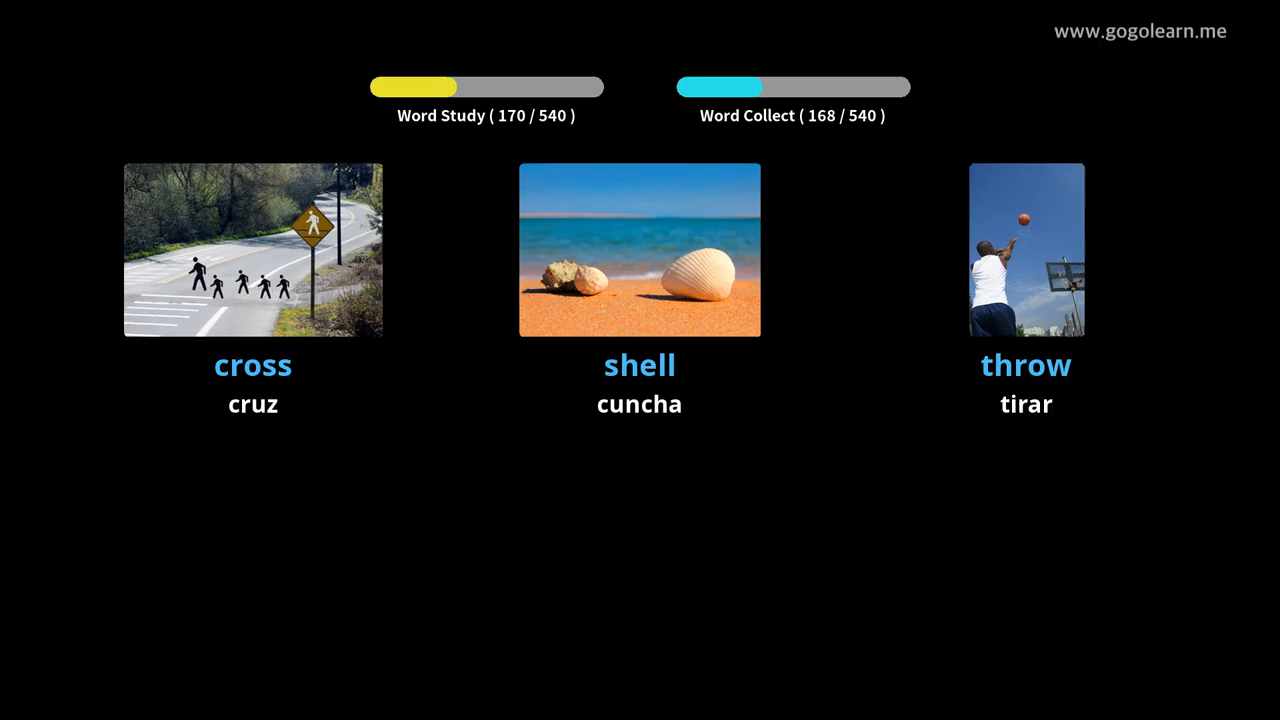 www.gogolearn.me
Word Study ( 170 / 540 )
Word Collect ( 168 / 540 )
cross
cruz
shell
cuncha
throw
tirar